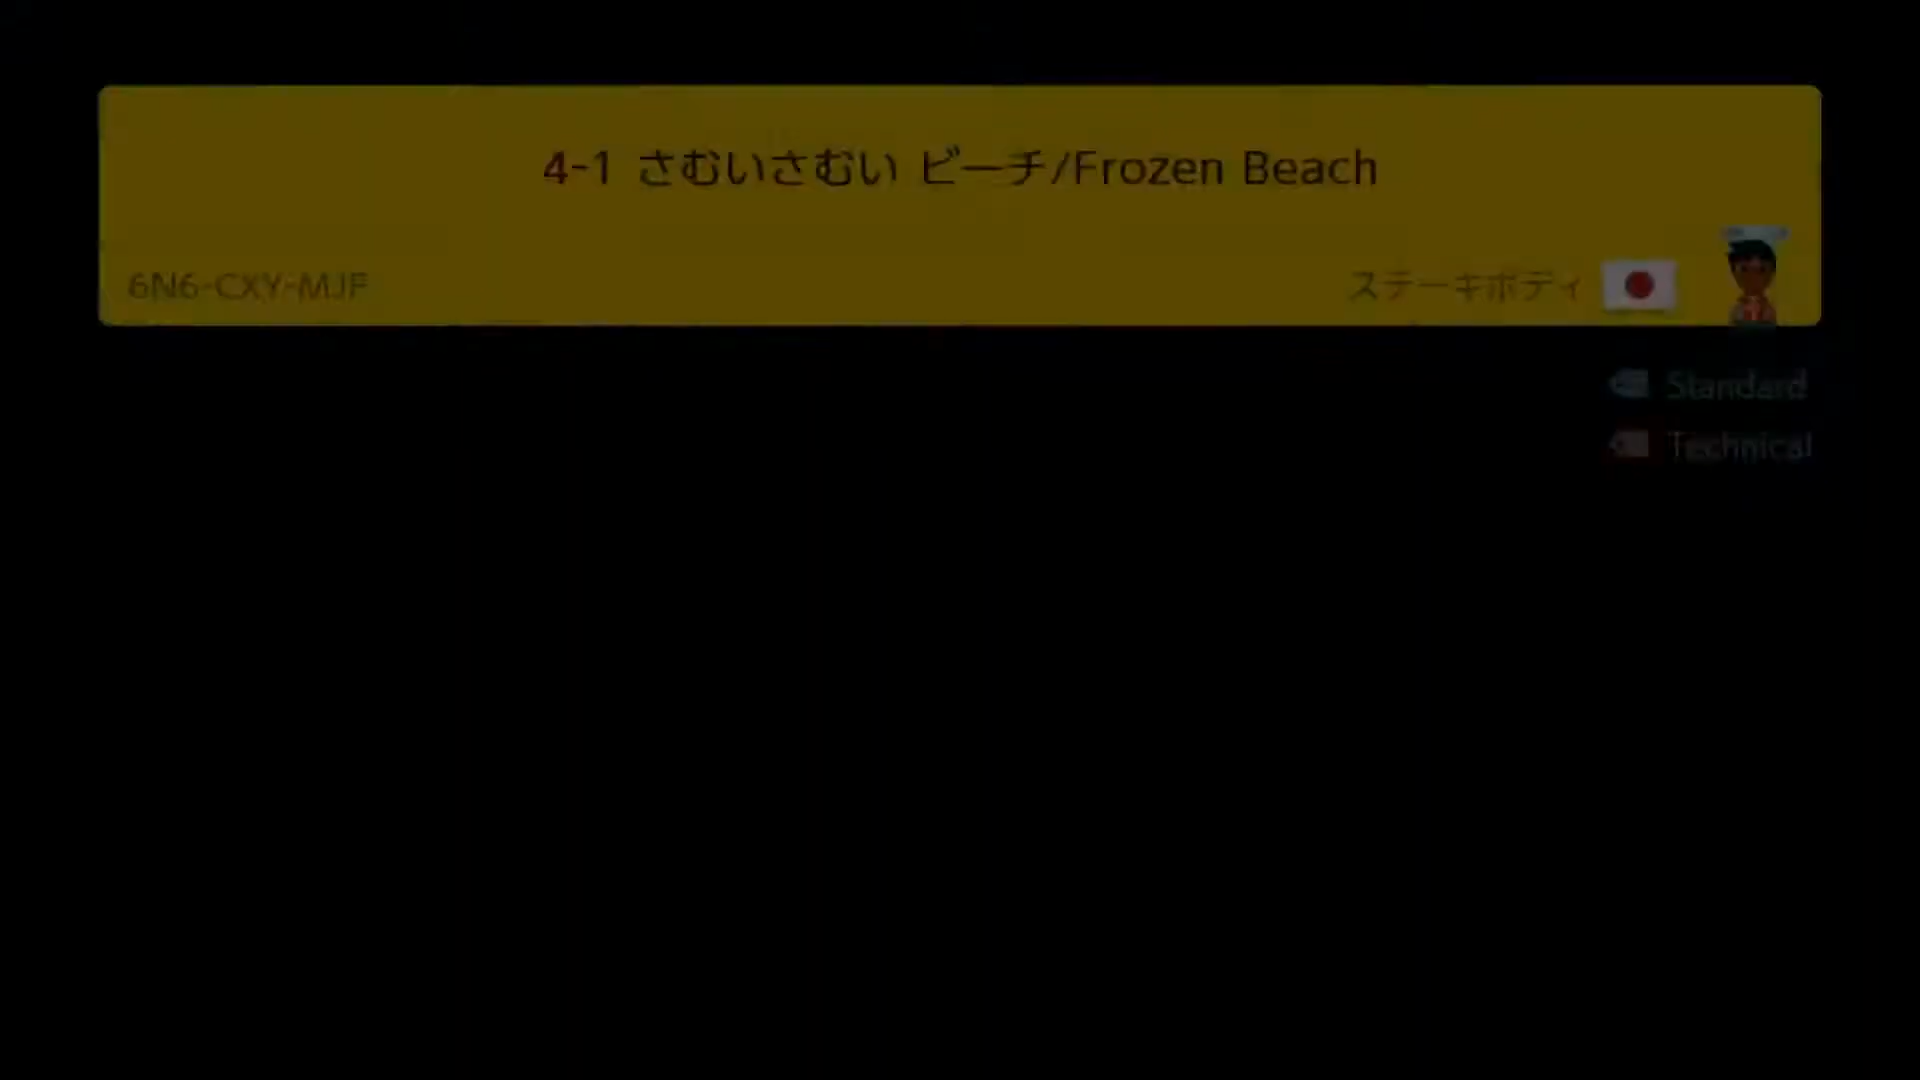 4-1 さむいさむい ビーチ/Frozen Beach
6N6-CXY-MJF
ステーキボディ
Standard
Technical